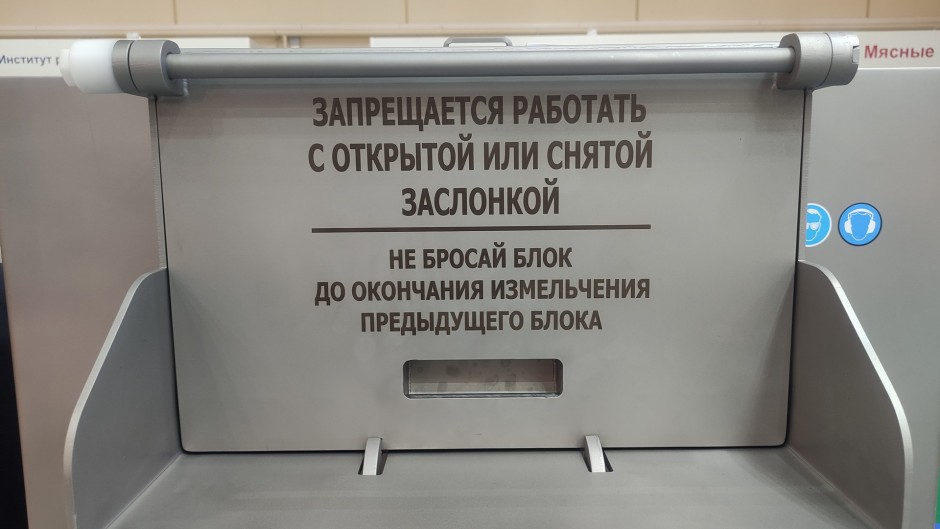 Институт
Мясные
ЗАПРЕЩАЕТСЯ РАБОТАТЬ
С ОТКРЫТОЙ ИЛИ СНЯТОЙ
ЗАСЛОНКОЙ
НЕ БРОСАЙ БЛОК
ДО ОКОНЧАНИЯ ИЗМЕЛЬЧЕНИЯ
ПРЕДЫДУЩЕГО БЛОКА